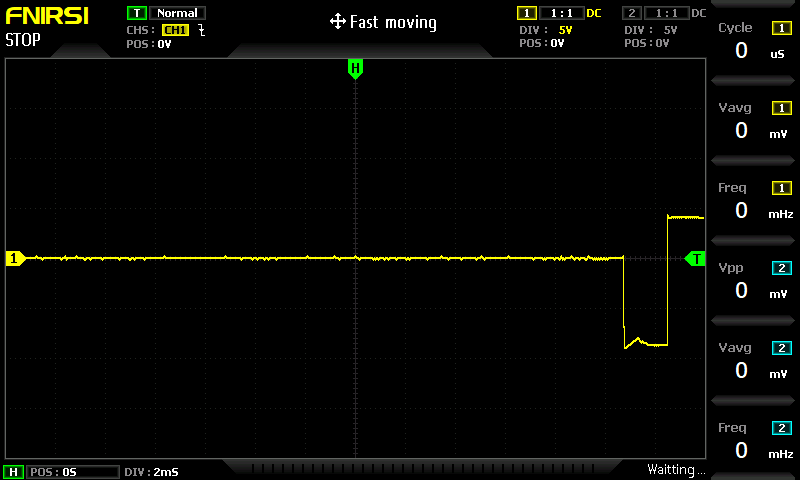 FNIRSI
STOP
T Normal
CHS: CH1
POS: 0V
Fast moving
1 1:1 DC
DIV: 5V
POS: 0V
2 1:1 DC
DIV: 5V
POS: 0V
H
1
T
Cycle 1
0 uS
Vavg 1
0 mV
Freq 1
0 mHz
Vpp 2
0 mV
Vavg 2
0 mV
Freq 2
0 mHz
H POS: 0S DIV: 2mS
Waitting...